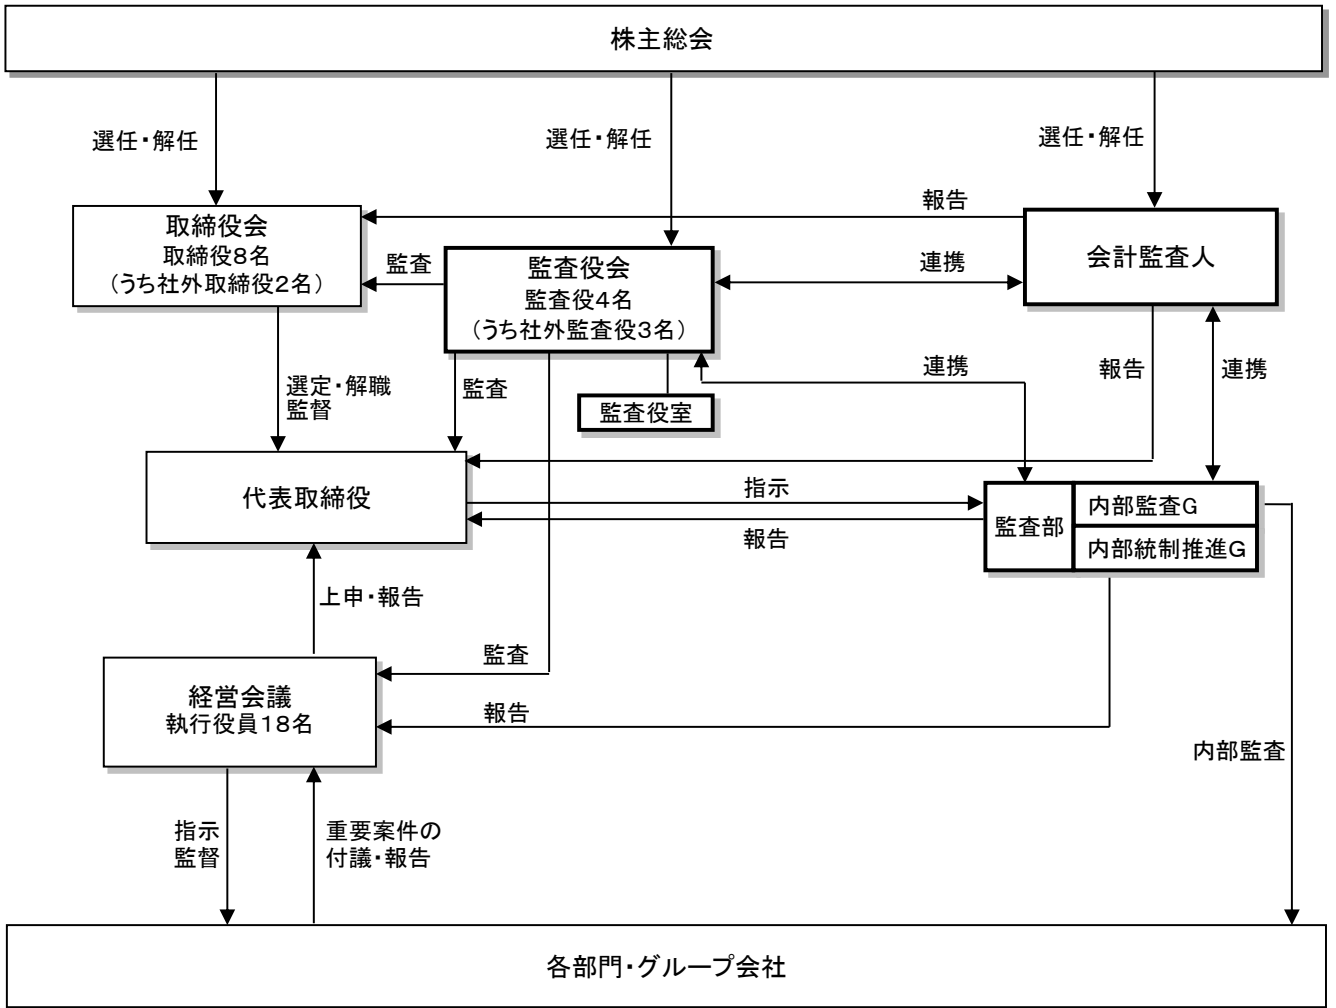 株主総会
選任・解任
選任・解任
選任・解任
取締役会
取締役8名
（うち社外取締役2名）
報告
会計監査人
監査
監査役会
監査役4名
（うち社外監査役3名）
連携
選定・解職
監督
監査
監査役室
連携
報告
連携
代表取締役
指示
報告
監査部
内部監査G
内部統制推進G
上申・報告
監査
経営会議
執行役員18名
報告
内部監査
指示
監督
重要案件の
付議・報告
各部門・グループ会社